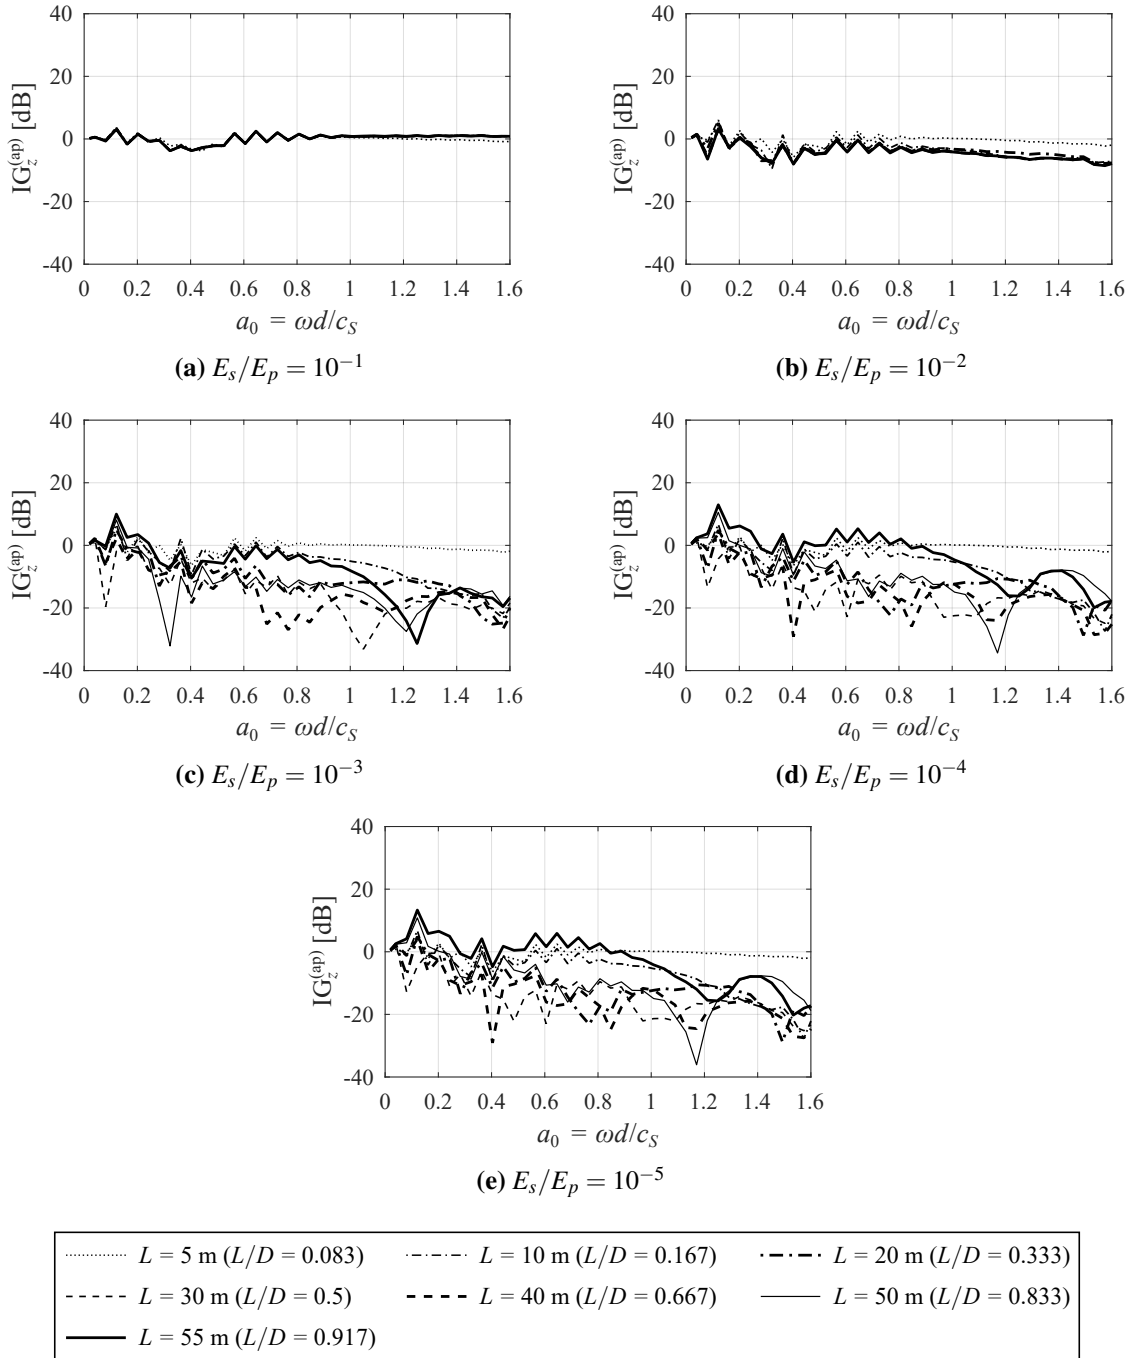 40
20
0
-20
-40
IG_z^(ap) [dB]
0 0.2 0.4 0.6 0.8 1 1.2 1.4 1.6
a₀ = ωd/c_S
(a) E_s/E_p = 10⁻¹
40
20
0
-20
-40
IG_z^(ap) [dB]
0 0.2 0.4 0.6 0.8 1 1.2 1.4 1.6
a₀ = ωd/c_S
(b) E_s/E_p = 10⁻²
40
20
0
-20
-40
IG_z^(ap) [dB]
0 0.2 0.4 0.6 0.8 1 1.2 1.4 1.6
a₀ = ωd/c_S
(c) E_s/E_p = 10⁻³
40
20
0
-20
-40
IG_z^(ap) [dB]
0 0.2 0.4 0.6 0.8 1 1.2 1.4 1.6
a₀ = ωd/c_S
(d) E_s/E_p = 10⁻⁴
40
20
0
-20
-40
IG_z^(ap) [dB]
0 0.2 0.4 0.6 0.8 1 1.2 1.4 1.6
a₀ = ωd/c_S
(e) E_s/E_p = 10⁻⁵
L = 5 m (L/D = 0.083) L = 10 m (L/D = 0.167) L = 20 m (L/D = 0.333)
L = 30 m (L/D = 0.5) L = 40 m (L/D = 0.667) L = 50 m (L/D = 0.833)
L = 55 m (L/D = 0.917)